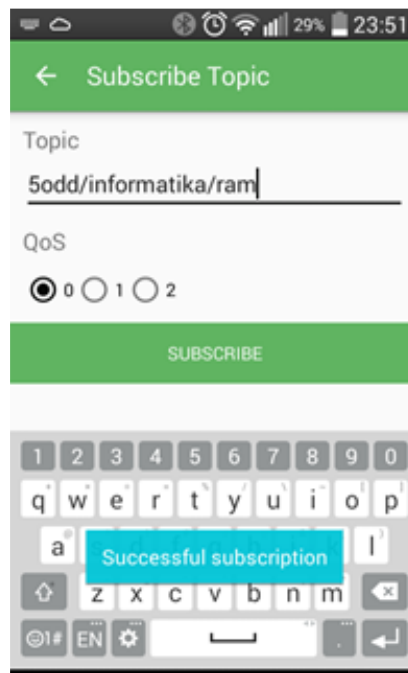 29% 23:51
Subscribe Topic
Topic
5odd/informatika/ram
QoS
0 1 2
SUBSCRIBE
1 2 3 4 5 6 7 8 9 0
q w e r t y u i o p
a l
Successful subscription
z x c v b n m
1# EN .